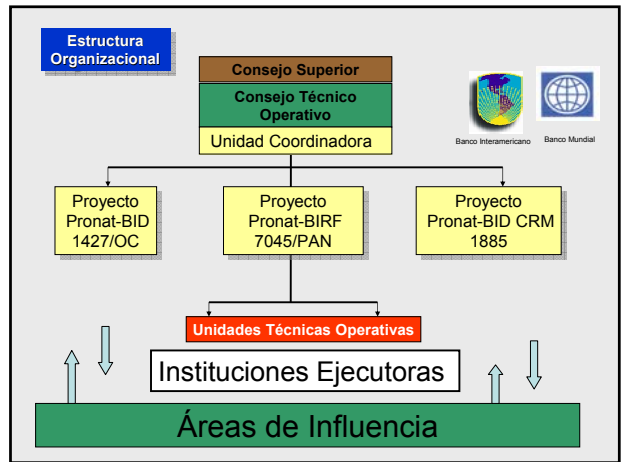 Estructura
Organizacional
Consejo Superior
Consejo Técnico
Operativo
Unidad Coordinadora
Banco Interamericano
Banco Mundial
Proyecto
Pronat-BID
1427/OC
Proyecto
Pronat-BIRF
7045/PAN
Proyecto
Pronat-BID CRM
1885
Unidades Técnicas Operativas
Instituciones Ejecutoras
Áreas de Influencia